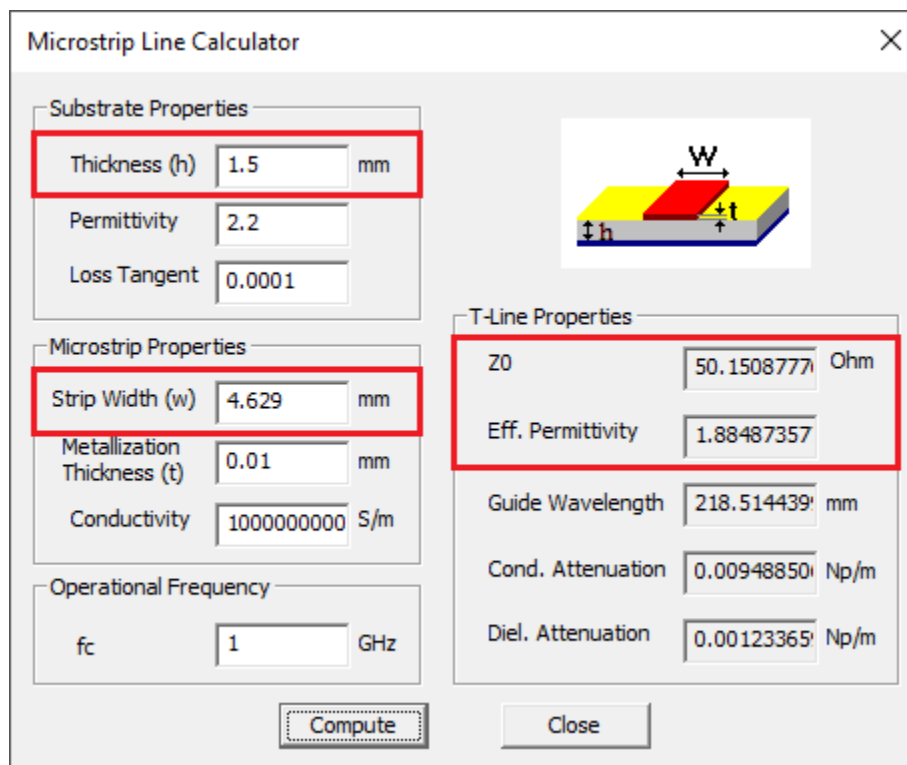 Microstrip Line Calculator
Substrate Properties
Thickness (h) 1.5 mm
Permittivity 2.2
Loss Tangent 0.0001
Microstrip Properties
Strip Width (w) 4.629 mm
Metallization
Thickness (t) 0.01 mm
Conductivity 1000000000 S/m
Operational Frequency
fc 1 GHz
W
t
h
T-Line Properties
Z0 50.15087770 Ohm
Eff. Permittivity 1.88487357
Guide Wavelength 218.514439 mm
Cond. Attenuation 0.00948850 Np/m
Diel. Attenuation 0.00123365 Np/m
Compute Close